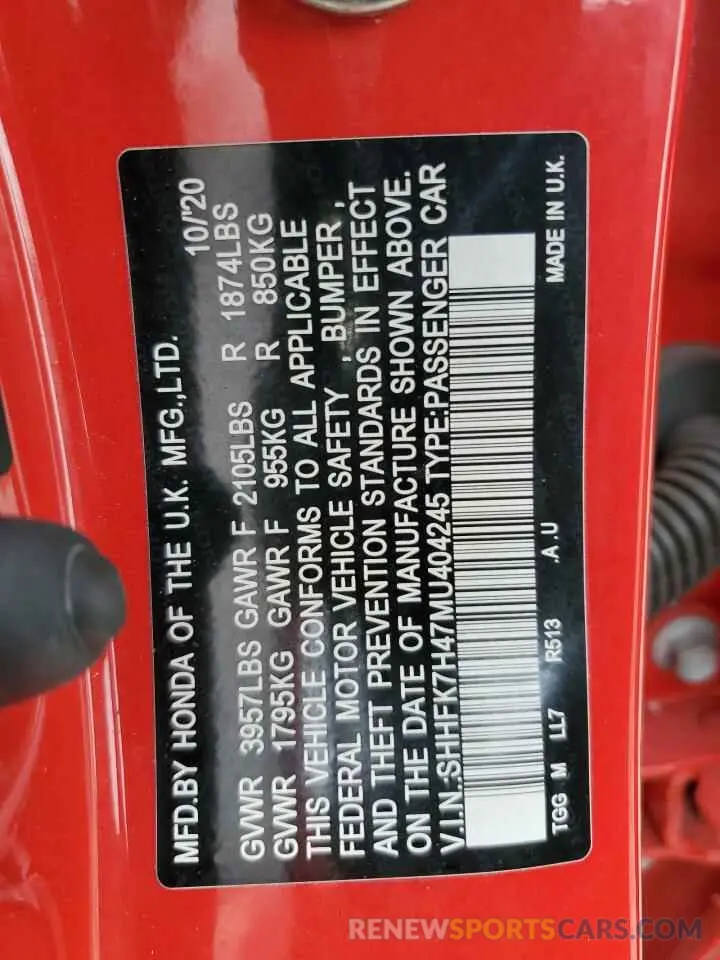 MFD.BY HONDA OF THE U.K. MFG.,LTD. 10/'20
GVWR 3957LBS GAWR F 2105LBS R 1874LBS
GVWR 1795KG GAWR F 955KG R 850KG
THIS VEHICLE CONFORMS TO ALL APPLICABLE
FEDERAL MOTOR VEHICLE SAFETY , BUMPER ,
AND THEFT PREVENTION STANDARDS IN EFFECT
ON THE DATE OF MANUFACTURE SHOWN ABOVE.
V.I.N.:SHHFK7H47MU404245 TYPE:PASSENGER CAR
TGG M LL7 R513 .A .U MADE IN U.K.
RENEWSPORTSCARS.COM